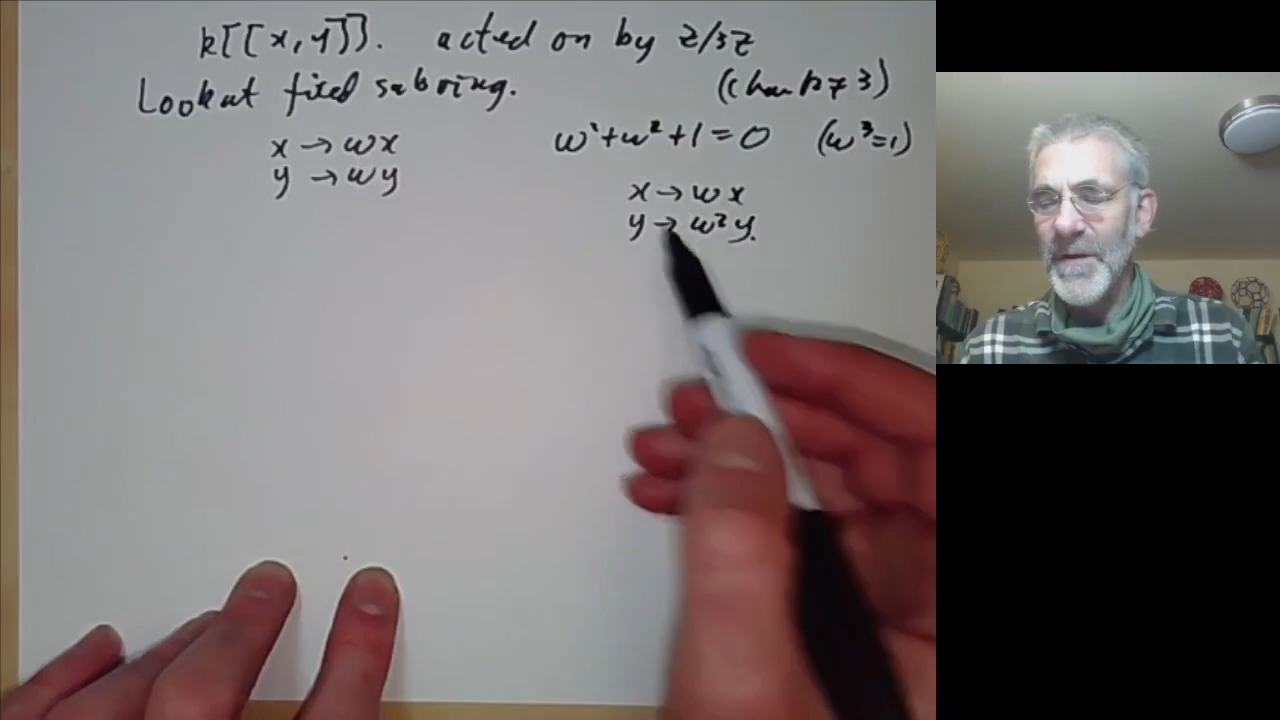 k[[x,y]]. acted on by Z/3Z
Look at fixed subring. (char k ≠ 3)
x → ωx
y → ωy
ω¹+ω²+1=0 (ω³=1)
x → ωx
y → ω²y.